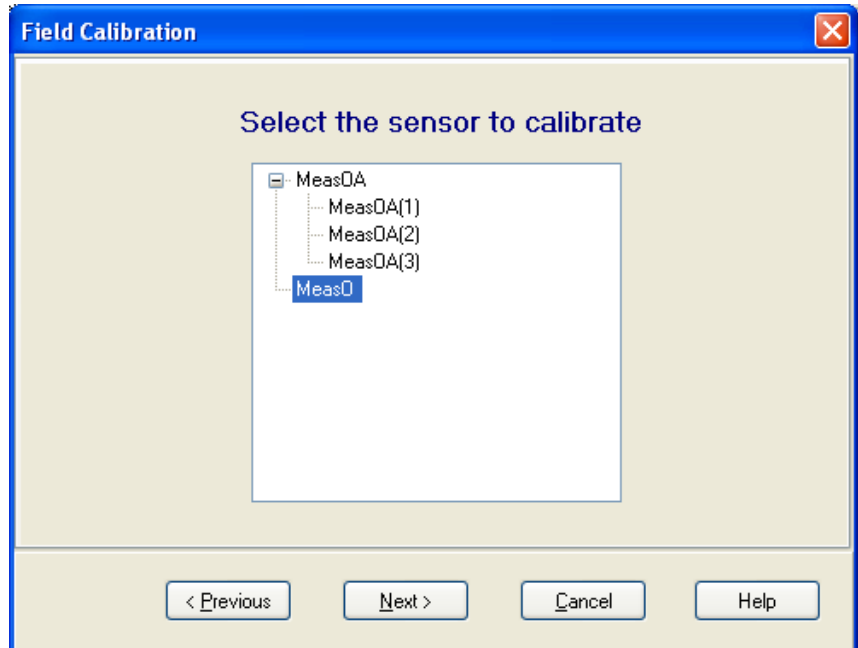 Field Calibration
Select the sensor to calibrate
MeasOA
MeasOA(1)
MeasOA(2)
MeasOA(3)
MeasO
< Previous Next > Cancel Help